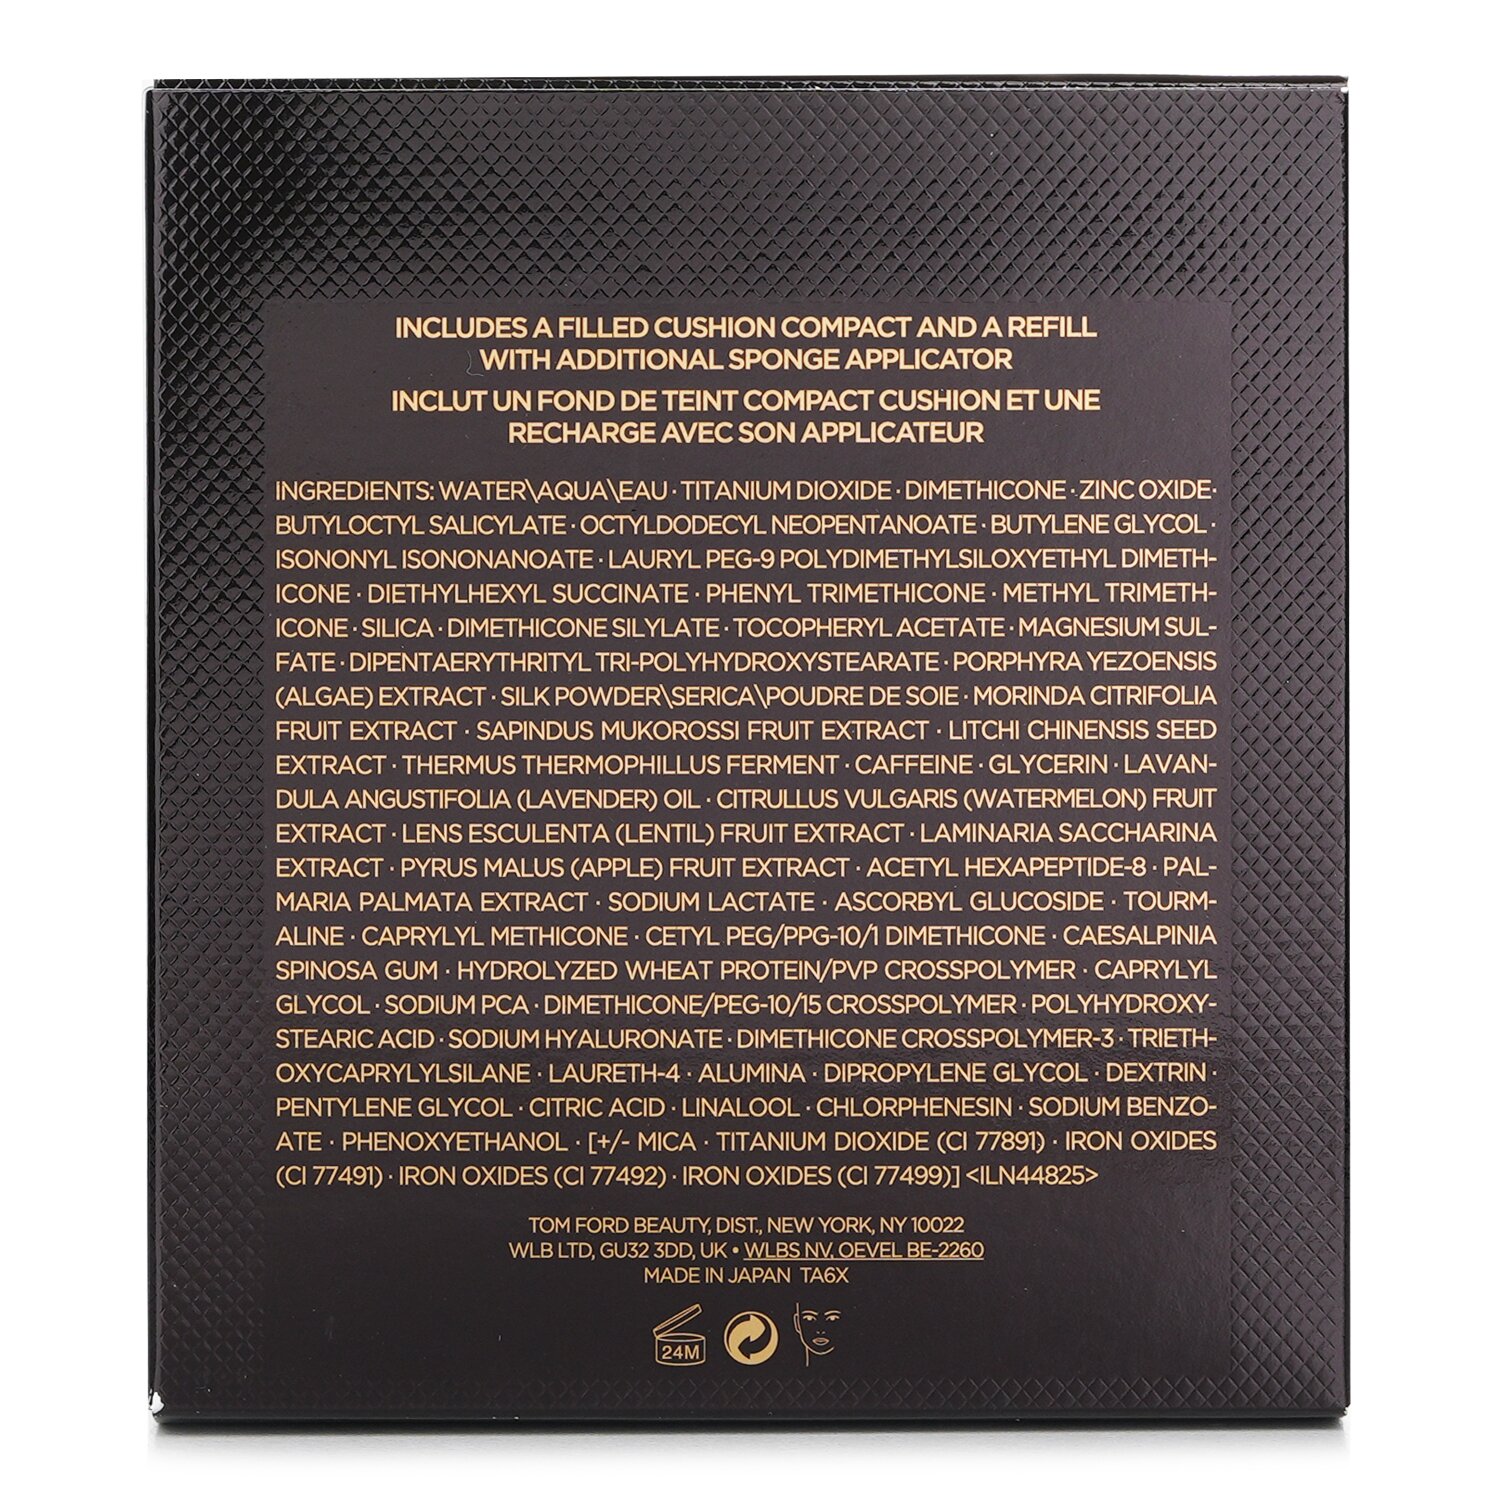 INCLUDES A FILLED CUSHION COMPACT AND A REFILL
WITH ADDITIONAL SPONGE APPLICATOR
INCLUT UN FOND DE TEINT COMPACT CUSHION ET UNE
RECHARGE AVEC SON APPLICATEUR
INGREDIENTS: WATER\AQUA\EAU · TITANIUM DIOXIDE · DIMETHICONE · ZINC OXIDE·
BUTYLOCTYL SALICYLATE · OCTYLDODECYL NEOPENTANOATE · BUTYLENE GLYCOL ·
ISONONYL ISONONANOATE · LAURYL PEG-9 POLYDIMETHYLSILOXYETHYL DIMETH-
ICONE · DIETHYLHEXYL SUCCINATE · PHENYL TRIMETHICONE · METHYL TRIMETH-
ICONE · SILICA · DIMETHICONE SILYLATE · TOCOPHERYL ACETATE · MAGNESIUM SUL-
FATE · DIPENTAERYTHRITYL TRI-POLYHYDROXYSTEARATE · PORPHYRA YEZOENSIS
(ALGAE) EXTRACT · SILK POWDER\SERICA\POUDRE DE SOIE · MORINDA CITRIFOLIA
FRUIT EXTRACT · SAPINDUS MUKOROSSI FRUIT EXTRACT · LITCHI CHINENSIS SEED
EXTRACT · THERMUS THERMOPHILLUS FERMENT · CAFFEINE · GLYCERIN · LAVAN-
DULA ANGUSTIFOLIA (LAVENDER) OIL · CITRULLUS VULGARIS (WATERMELON) FRUIT
EXTRACT · LENS ESCULENTA (LENTIL) FRUIT EXTRACT · LAMINARIA SACCHARINA
EXTRACT · PYRUS MALUS (APPLE) FRUIT EXTRACT · ACETYL HEXAPEPTIDE-8 · PAL-
MARIA PALMATA EXTRACT · SODIUM LACTATE · ASCORBYL GLUCOSIDE · TOURM-
ALINE · CAPRYLYL METHICONE · CETYL PEG/PPG-10/1 DIMETHICONE · CAESALPINIA
SPINOSA GUM · HYDROLYZED WHEAT PROTEIN/PVP CROSSPOLYMER · CAPRYLYL
GLYCOL · SODIUM PCA · DIMETHICONE/PEG-10/15 CROSSPOLYMER · POLYHYDROXY-
STEARIC ACID · SODIUM HYALURONATE · DIMETHICONE CROSSPOLYMER-3 · TRIETH-
OXYCAPRYLYLSILANE · LAURETH-4 · ALUMINA · DIPROPYLENE GLYCOL · DEXTRIN ·
PENTYLENE GLYCOL · CITRIC ACID · LINALOOL · CHLORPHENESIN · SODIUM BENZO-
ATE · PHENOXYETHANOL · [+/- MICA · TITANIUM DIOXIDE (CI 77891) · IRON OXIDES
(CI 77491) · IRON OXIDES (CI 77492) · IRON OXIDES (CI 77499)] <ILN44825>
TOM FORD BEAUTY, DIST., NEW YORK, NY 10022
WLB LTD, GU32 3DD, UK • WLBS NV, OEVEL BE-2260
MADE IN JAPAN TA6X
24M